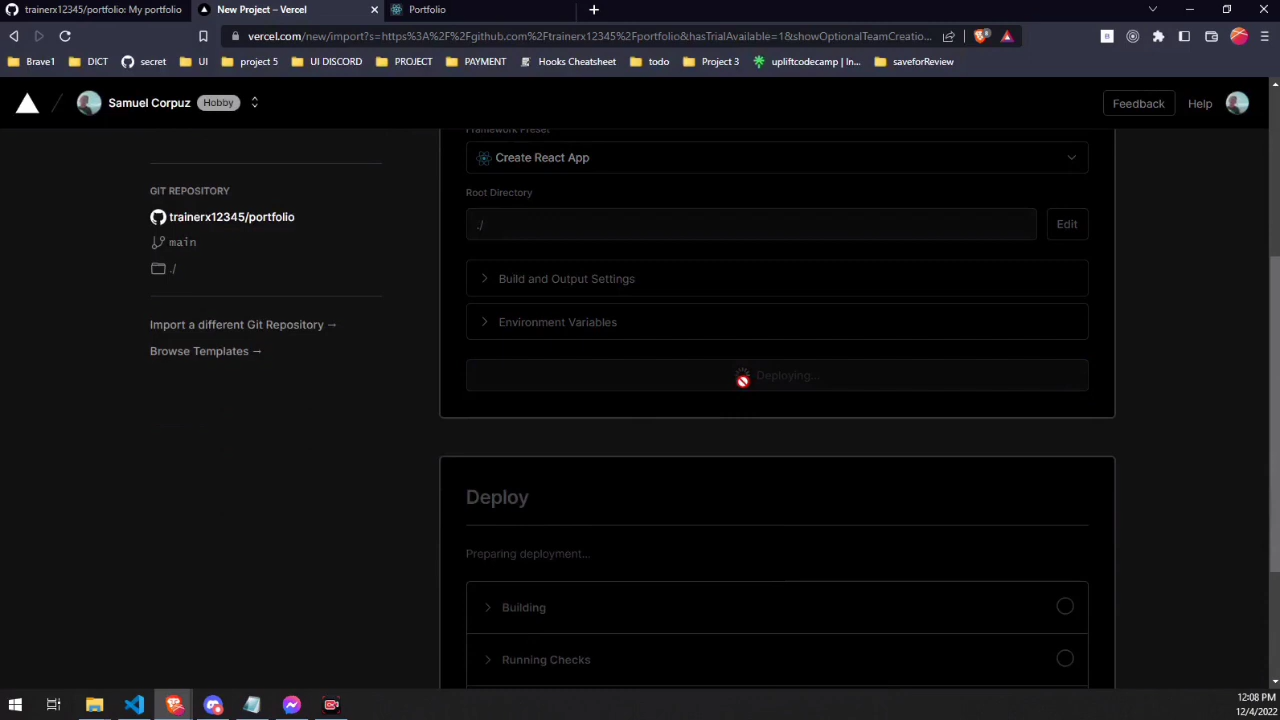 trainerx12345/portfolio: My portfolio
New Project – Vercel
Portfolio
vercel.com/new/import?s=https%3A%2F%2Fgithub.com%2Ftrainerx12345%2Fportfolio&hasTrialAvailable=1&showOptionalTeamCreation...
Brave1
DICT
secret
UI
project 5
UI DISCORD
PROJECT
PAYMENT
Hooks Cheatsheet
todo
Project 3
upliftcodecamp | In...
saveforReview
Samuel Corpuz
Hobby
Feedback
Help
Framework Preset
Create React App
Root Directory
./
Edit
GIT REPOSITORY
trainerx12345/portfolio
main
./
Import a different Git Repository →
Browse Templates →
Build and Output Settings
Environment Variables
Deploying...
Deploy
Preparing deployment...
Building
Running Checks
12:08 PM
12/4/2022